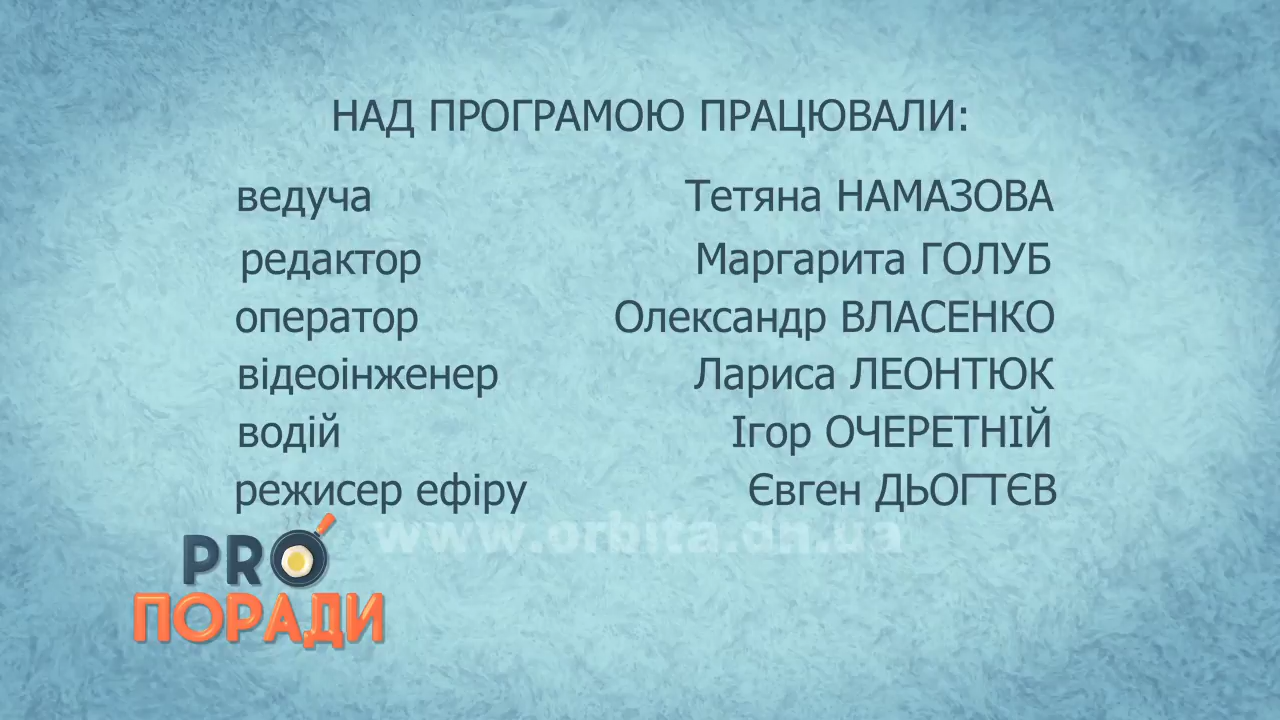 НАД ПРОГРАМОЮ ПРАЦЮВАЛИ:
ведуча Тетяна НАМАЗОВА
редактор Маргарита ГОЛУБ
оператор Олександр ВЛАСЕНКО
відеоінженер Лариса ЛЕОНТЮК
водій Ігор ОЧЕРЕТНІЙ
режисер ефіру Євген ДЬОГТЄВ
www.orbita.dn.ua
PRO
ПОРАДИ